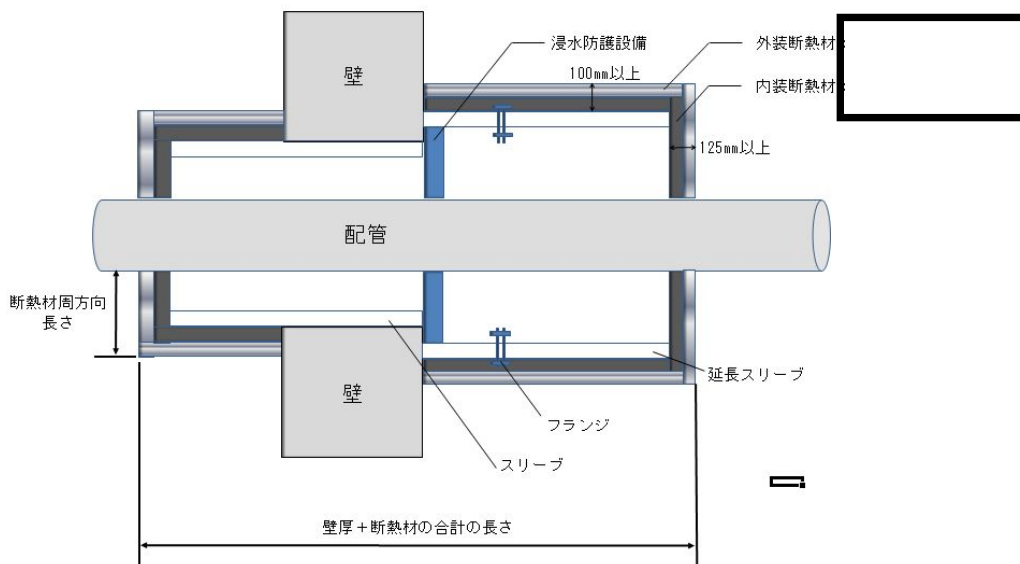 壁
浸水防護設備
外装断熱材:
100mm以上
内装断熱材:
125mm以上
配管
断熱材周方向
長さ
延長スリーブ
壁
フランジ
スリーブ
壁厚+断熱材の合計の長さ